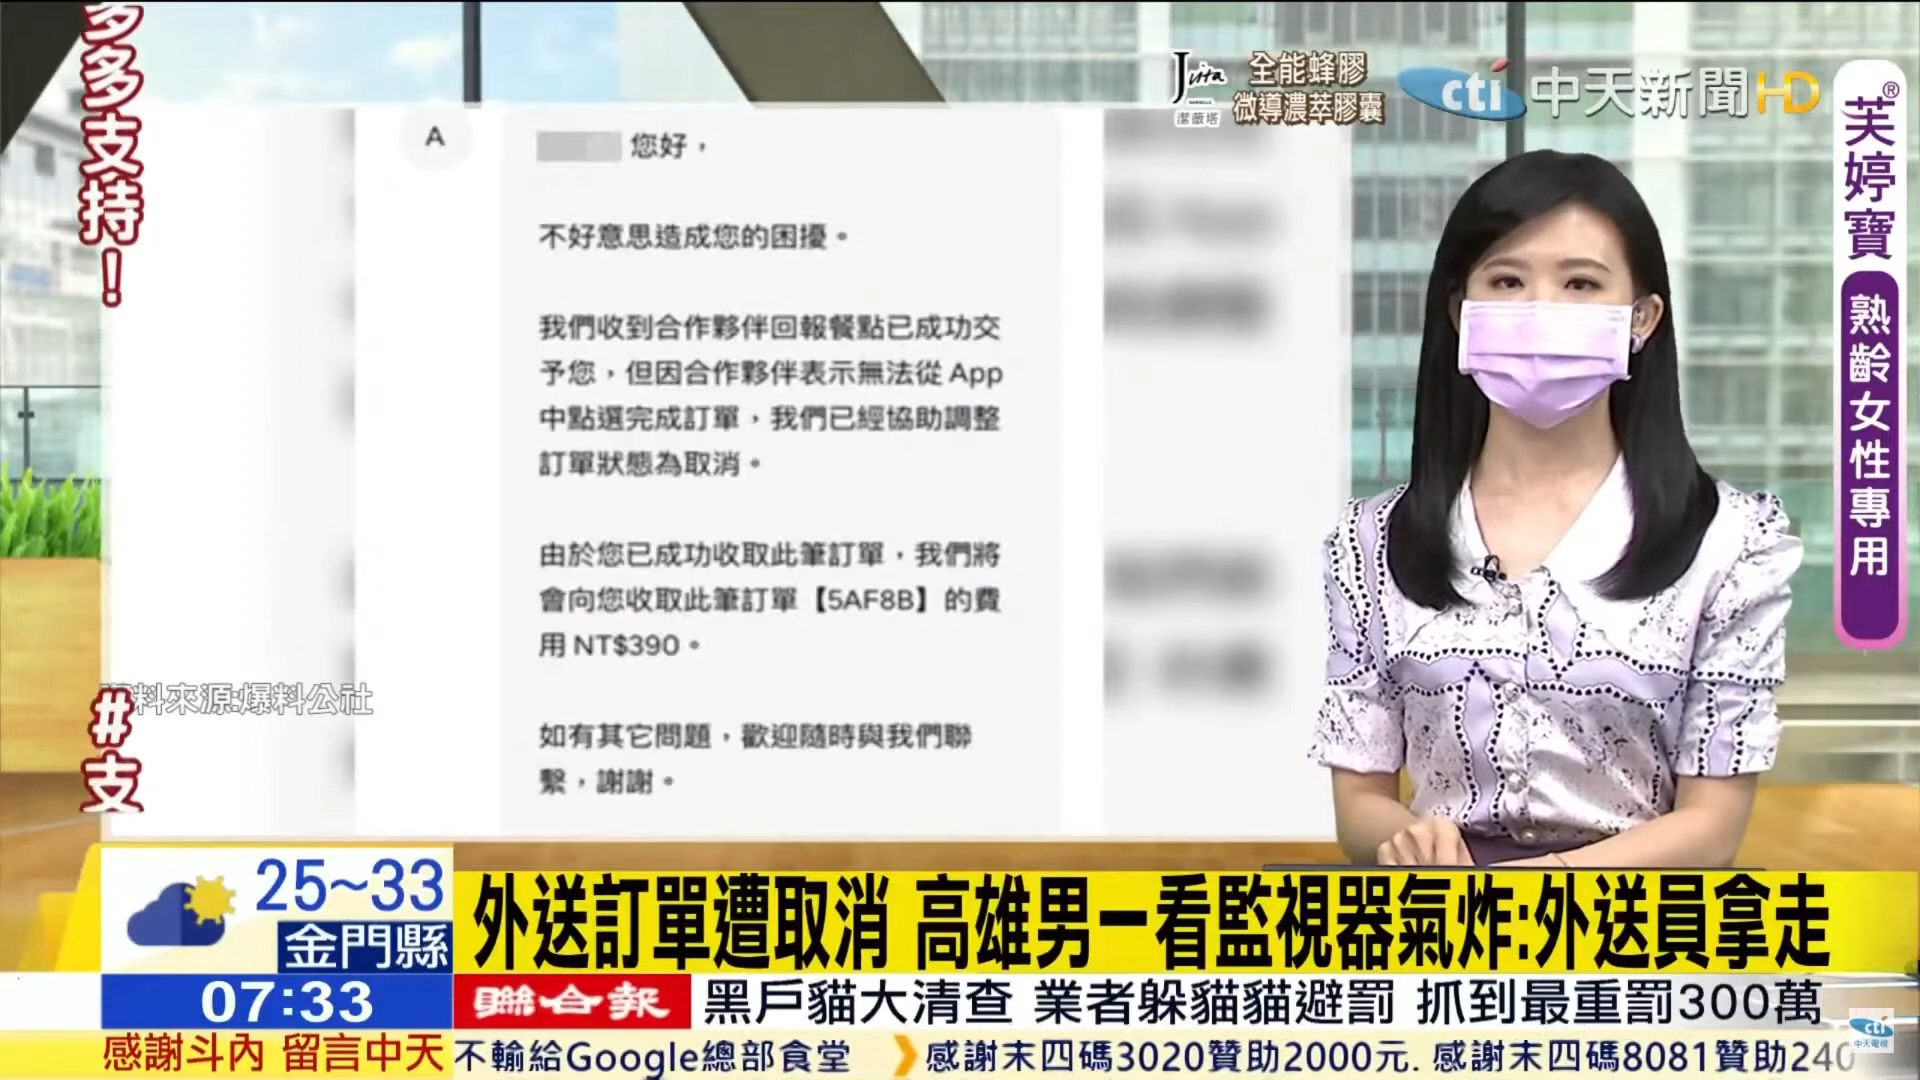 多多支持！
Jvita
潔薇塔
全能蜂膠
微導濃萃膠囊
cti 中天新聞HD
芙婷寶®
熟齡女性專用
A
您好，
不好意思造成您的困擾。
我們收到合作夥伴回報餐點已成功交
予您，但因合作夥伴表示無法從 App
中點選完成訂單，我們已經協助調整
訂單狀態為取消。
由於您已成功收取此筆訂單，我們將
會向您收取此筆訂單【5AF8B】的費
用 NT$390。
如有其它問題，歡迎隨時與我們聯
繫，謝謝。
料來源:爆料公社
#支
25~33
金門縣
外送訂單遭取消 高雄男一看監視器氣炸:外送員拿走
07:33
聯合報
黑戶貓大清查 業者躲貓貓避罰 抓到最重罰300萬
感謝斗內 留言中天
不輸給Google總部食堂 》感謝末四碼3020贊助2000元. 感謝末四碼8081贊助240
cti
中天電視